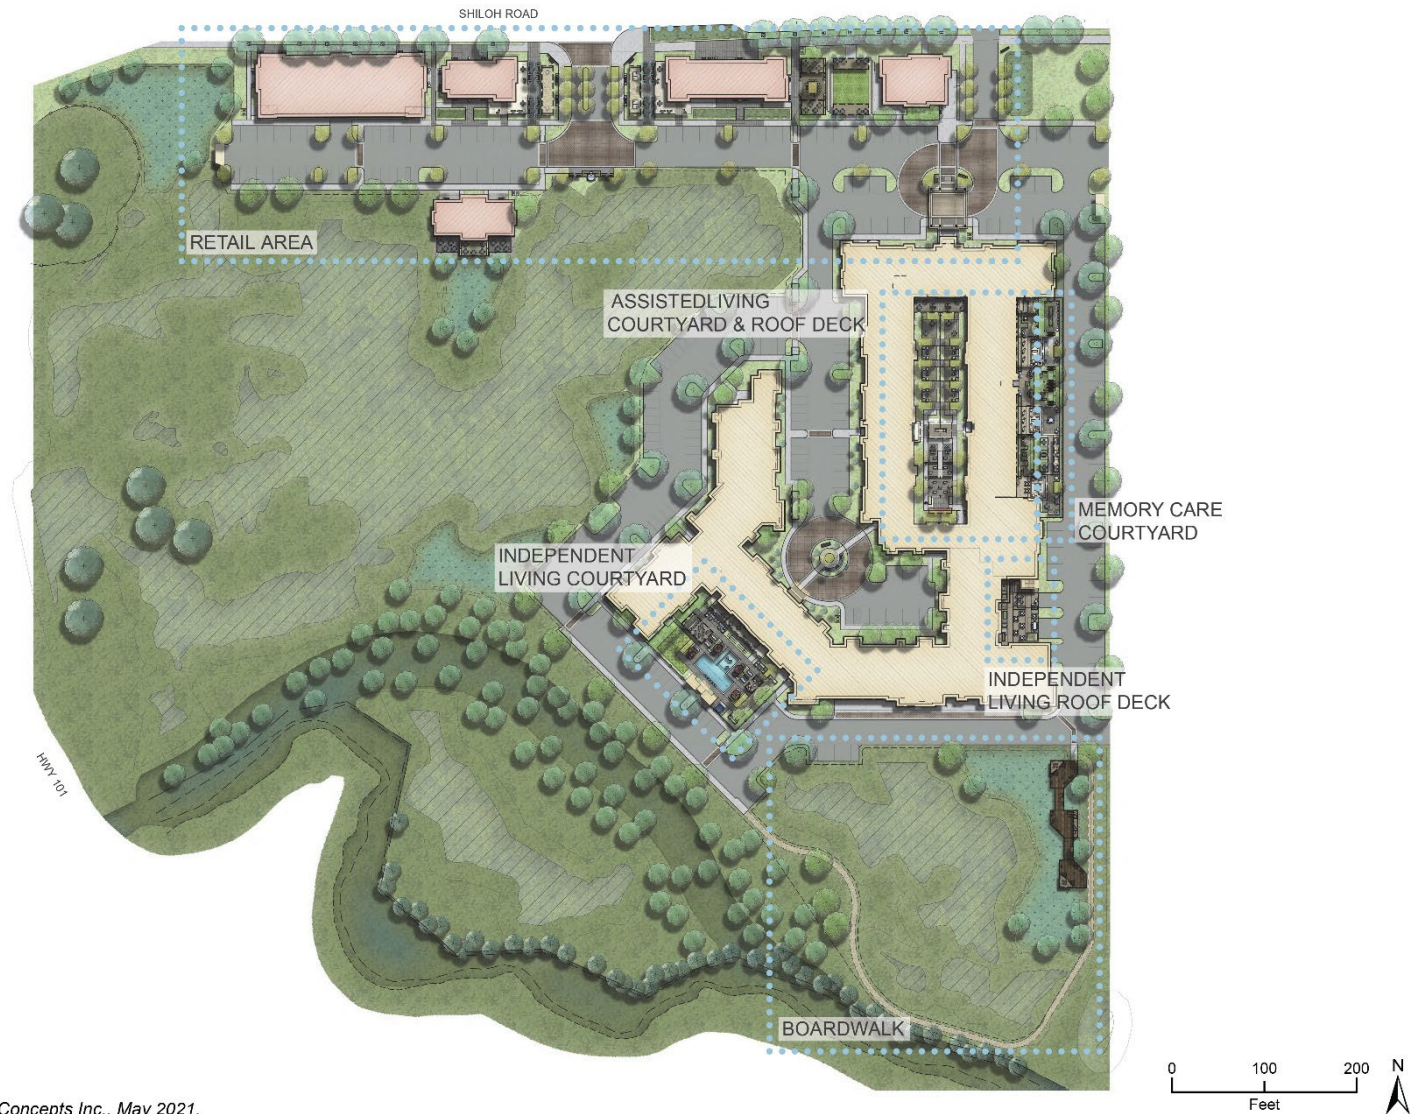 SHILOH ROAD
RETAIL AREA
ASSISTEDLIVING
COURTYARD & ROOF DECK
MEMORY CARE
COURTYARD
INDEPENDENT
LIVING COURTYARD
INDEPENDENT
LIVING ROOF DECK
HWY 101
BOARDWALK
0 100 200
Feet
N
Concepts Inc., May 2021.